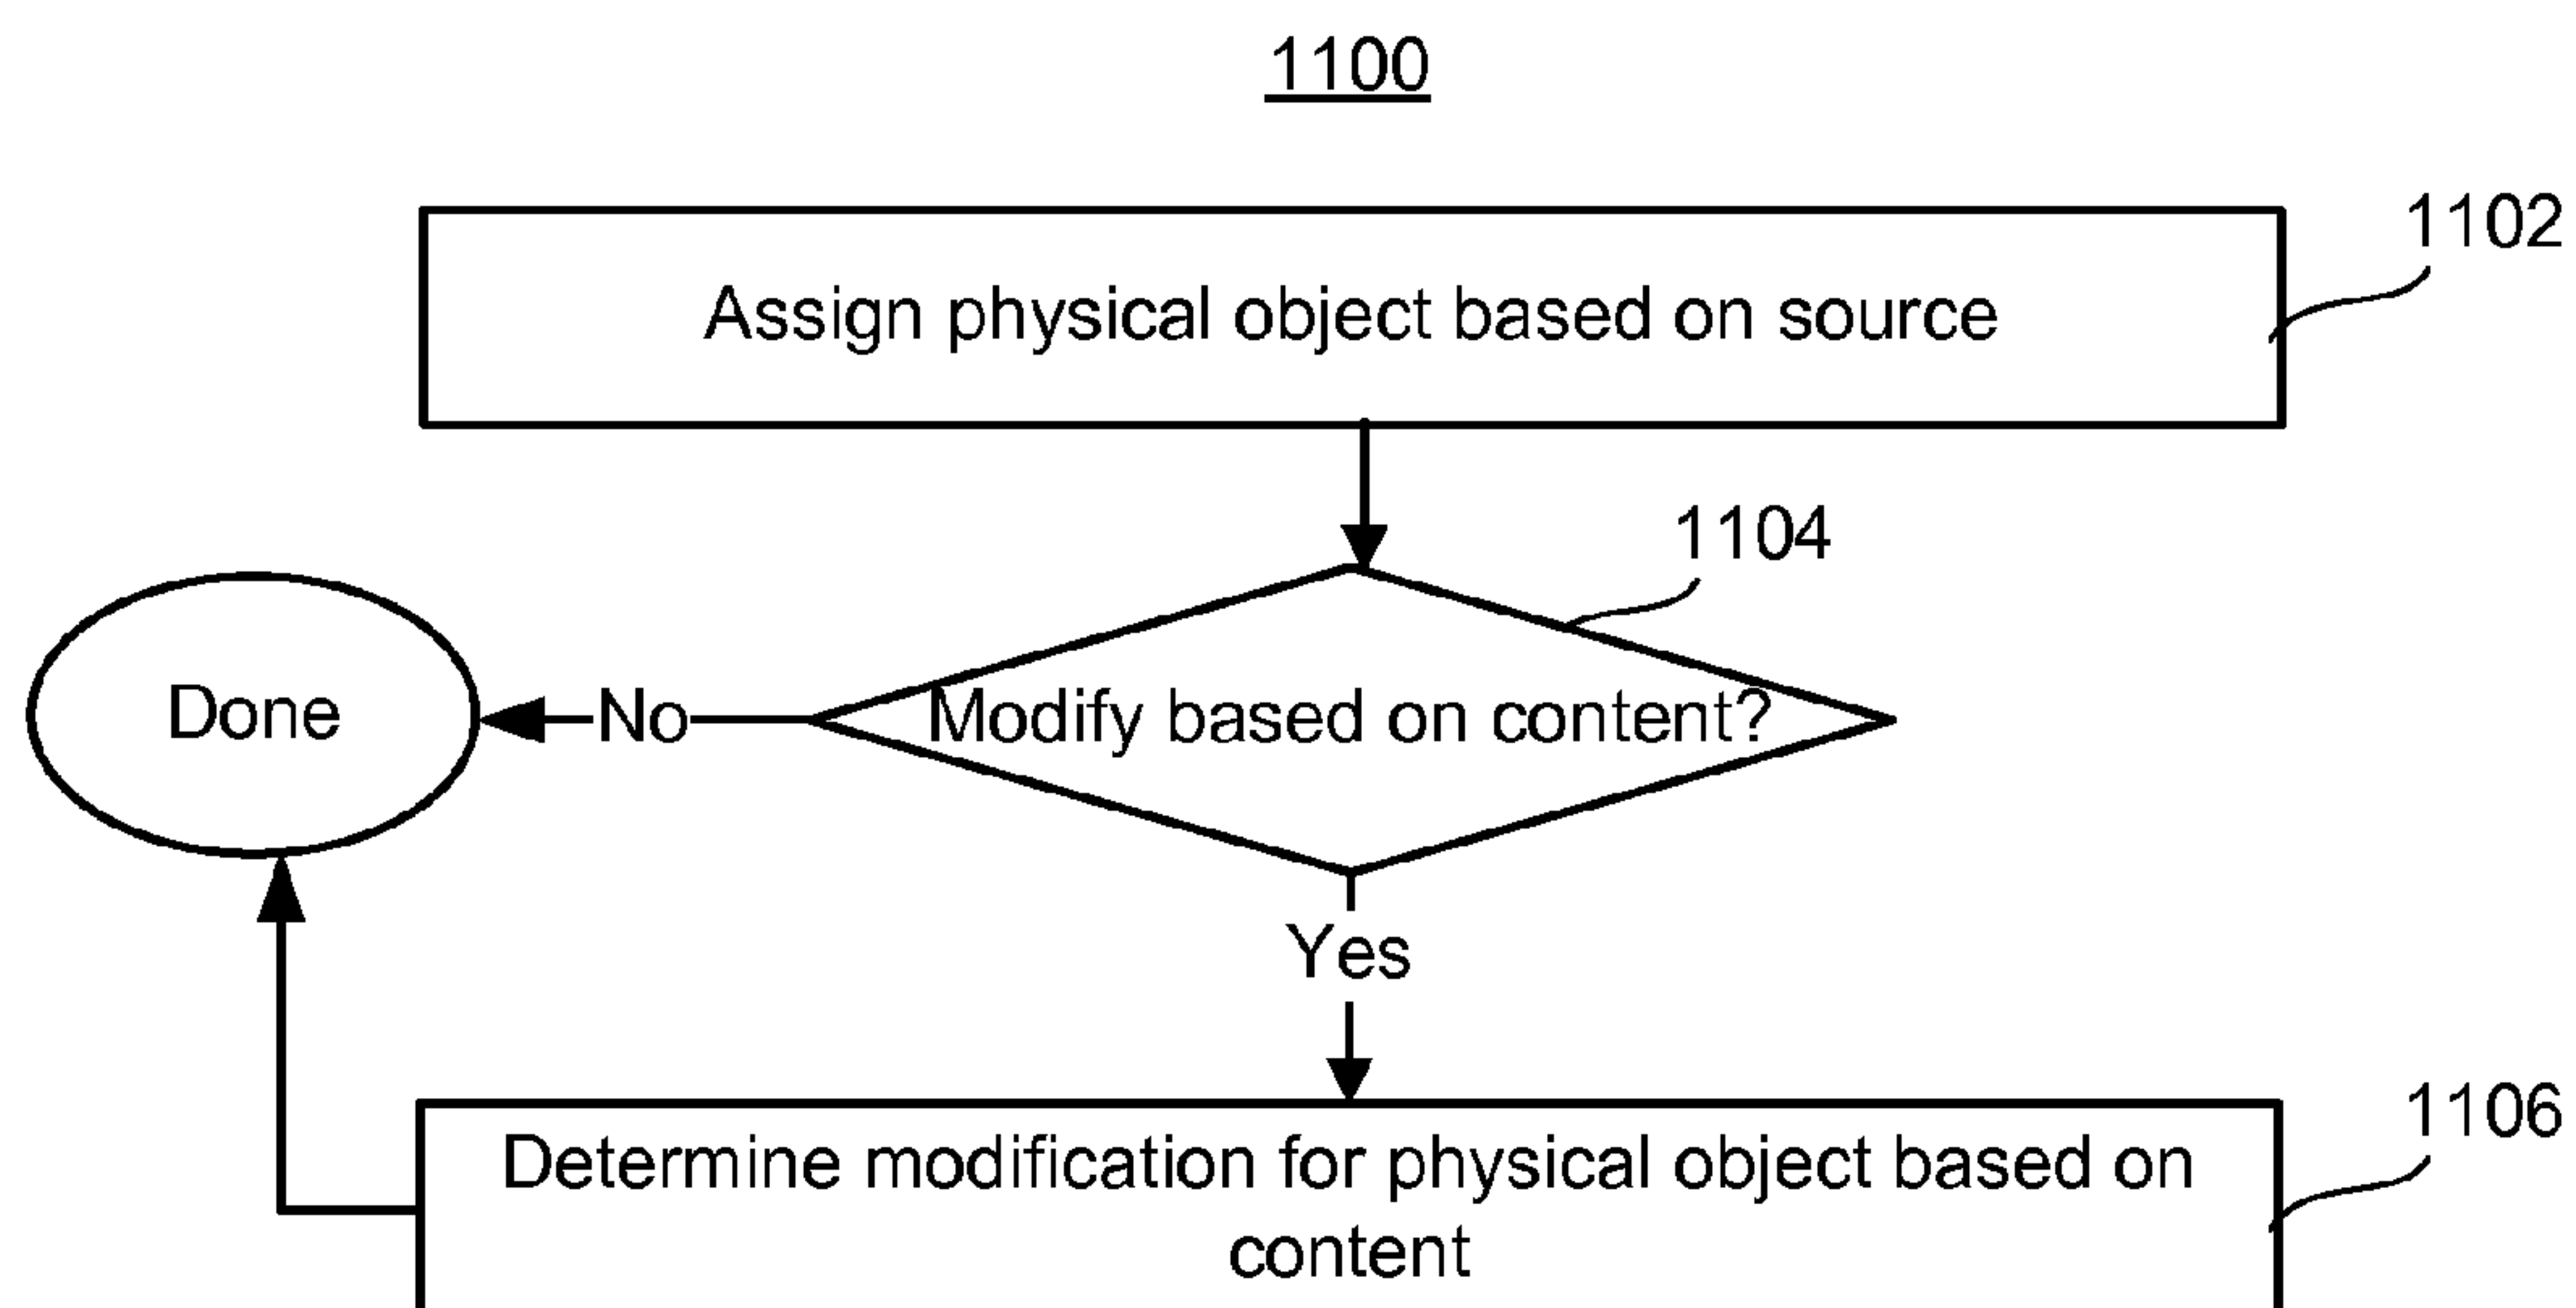 1100
1102
Assign physical object based on source
1104
Modify based on content?
No
Done
Yes
1106
Determine modification for physical object based on
content